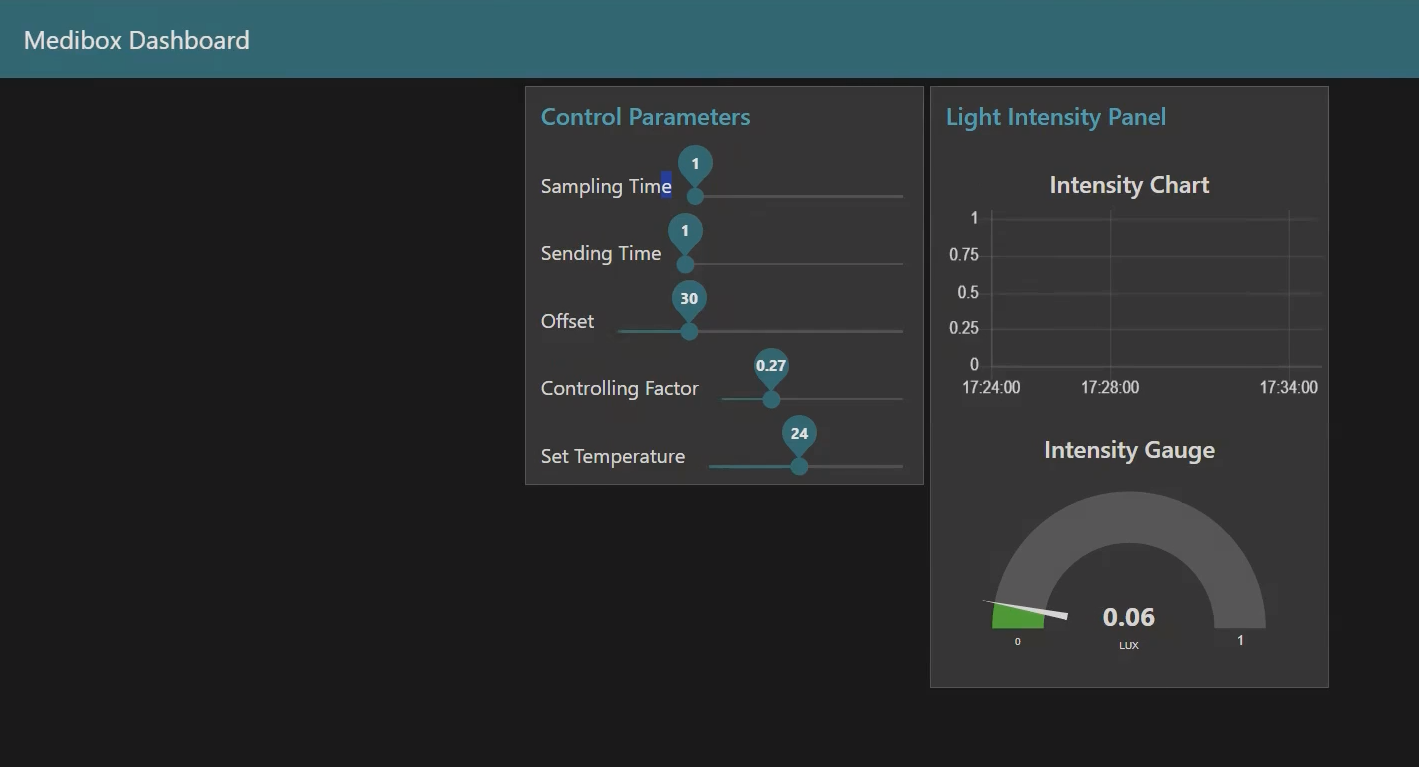 Medibox Dashboard
Control Parameters
Sampling Time
1
Sending Time
1
Offset
30
Controlling Factor
0.27
Set Temperature
24
Light Intensity Panel
Intensity Chart
1
0.75
0.5
0.25
0
17:24:00 17:28:00 17:34:00
Intensity Gauge
0.06
LUX
0 1